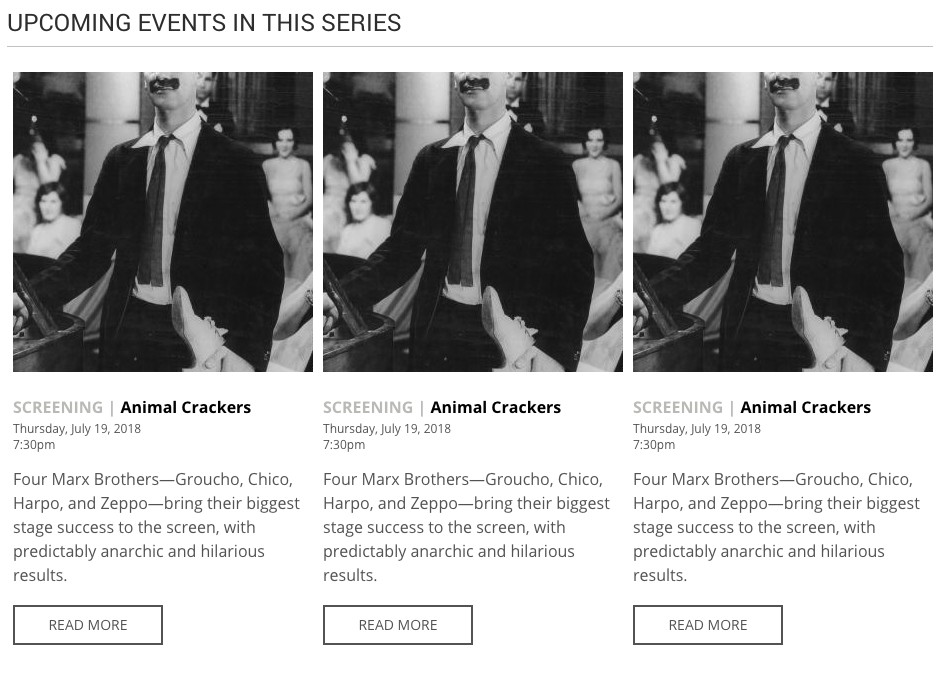 UPCOMING EVENTS IN THIS SERIES
SCREENING | Animal Crackers
Thursday, July 19, 2018
7:30pm
Four Marx Brothers—Groucho, Chico,
Harpo, and Zeppo—bring their biggest
stage success to the screen, with
predictably anarchic and hilarious
results.
READ MORE
SCREENING | Animal Crackers
Thursday, July 19, 2018
7:30pm
Four Marx Brothers—Groucho, Chico,
Harpo, and Zeppo—bring their biggest
stage success to the screen, with
predictably anarchic and hilarious
results.
READ MORE
SCREENING | Animal Crackers
Thursday, July 19, 2018
7:30pm
Four Marx Brothers—Groucho, Chico,
Harpo, and Zeppo—bring their biggest
stage success to the screen, with
predictably anarchic and hilarious
results.
READ MORE